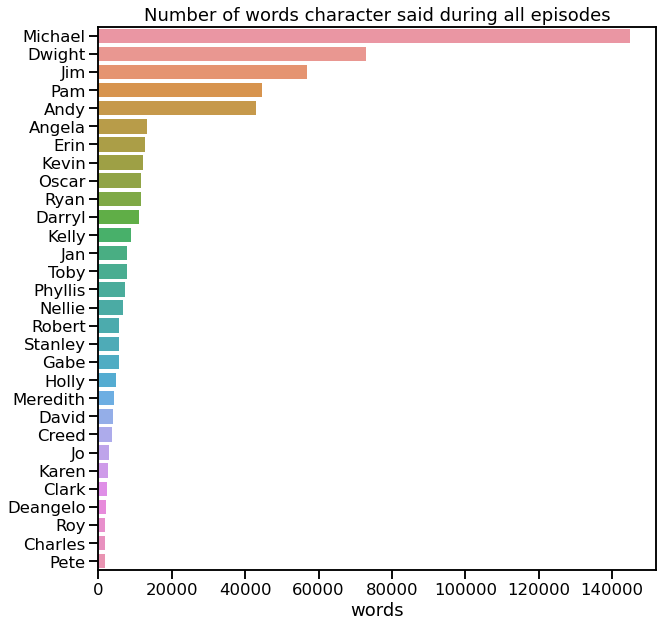 Number of words character said during all episodes
Michael
Dwight
Jim
Pam
Andy
Angela
Erin
Kevin
Oscar
Ryan
Darryl
Kelly
Jan
Toby
Phyllis
Nellie
Robert
Stanley
Gabe
Holly
Meredith
David
Creed
Jo
Karen
Clark
Deangelo
Roy
Charles
Pete
0 20000 40000 60000 80000 100000 120000 140000
words